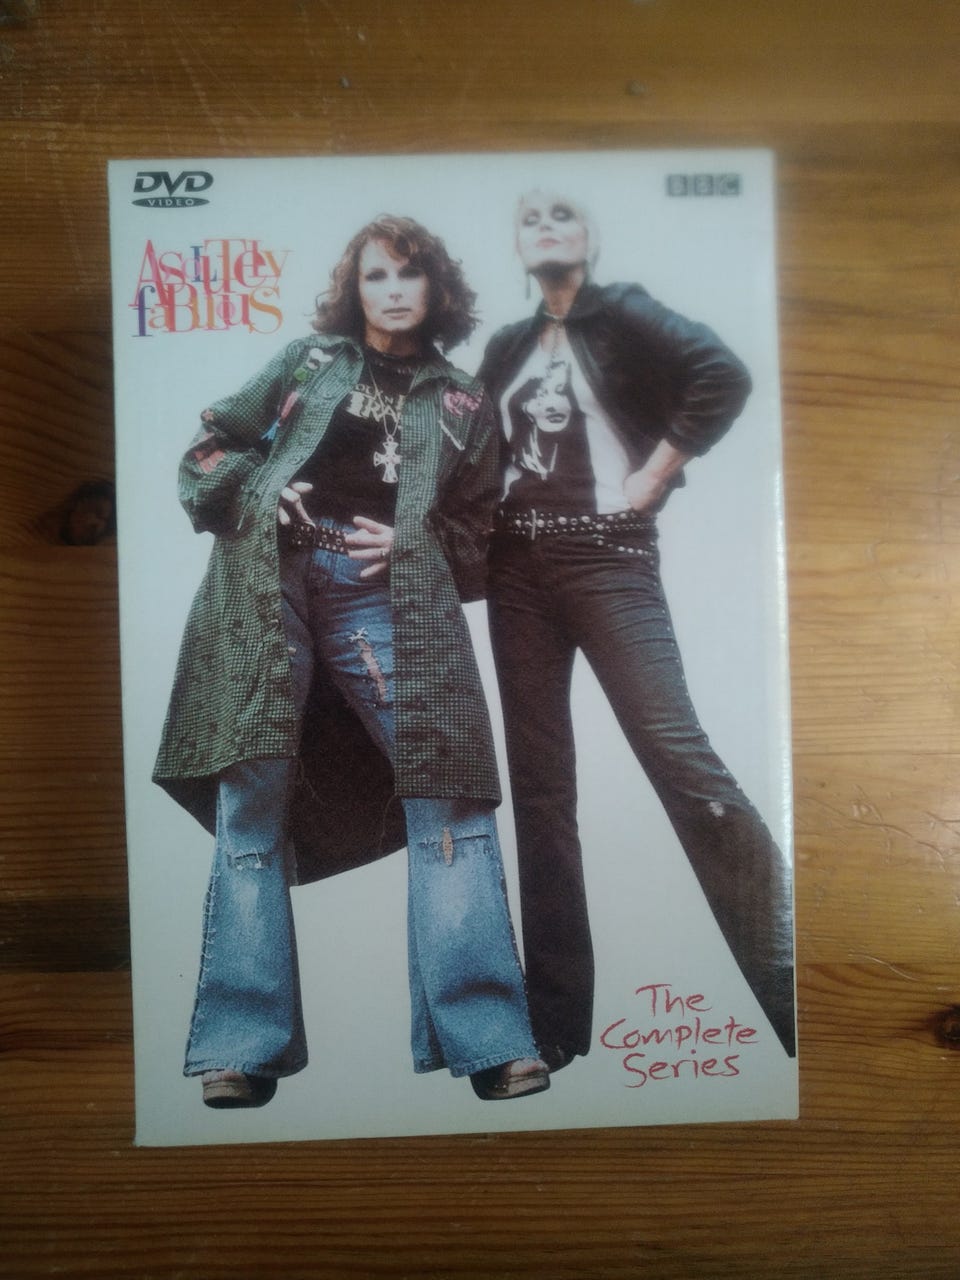 DVD
VIDEO
BBC
AbsoLuTely
faBulouS
The
Complete
Series